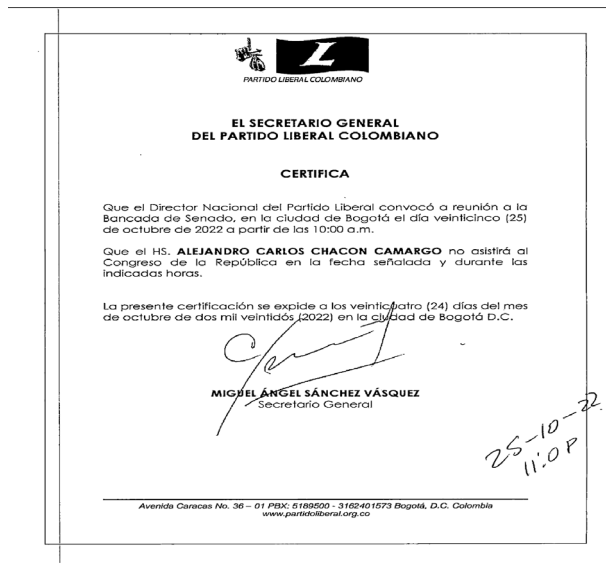 L
PARTIDO LIBERAL COLOMBIANO
EL SECRETARIO GENERAL
DEL PARTIDO LIBERAL COLOMBIANO
CERTIFICA
Que el Director Nacional del Partido Liberal convocó a reunión a la
Bancada de Senado, en la ciudad de Bogotá el día veinticinco (25)
de octubre de 2022 a partir de las 10:00 a.m.
Que el HS. ALEJANDRO CARLOS CHACON CAMARGO no asistirá al
Congreso de la República en la fecha señalada y durante las
indicadas horas.
La presente certificación se expide a los veinticuatro (24) días del mes
de octubre de dos mil veintidós (2022) en la ciudad de Bogotá D.C.
MIGUEL ÁNGEL SÁNCHEZ VÁSQUEZ
Secretario General
25-10-22
11:0P
Avenida Caracas No. 36 – 01 PBX: 5189500 - 3162401573 Bogotá, D.C. Colombia
www.partidoliberal.org.co